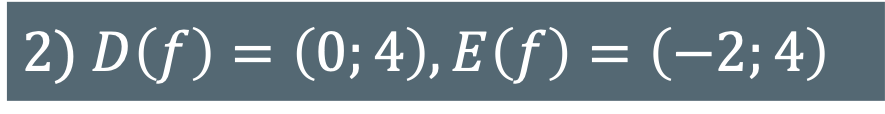 2) D(f) = (0; 4), E(f) = (−2; 4)